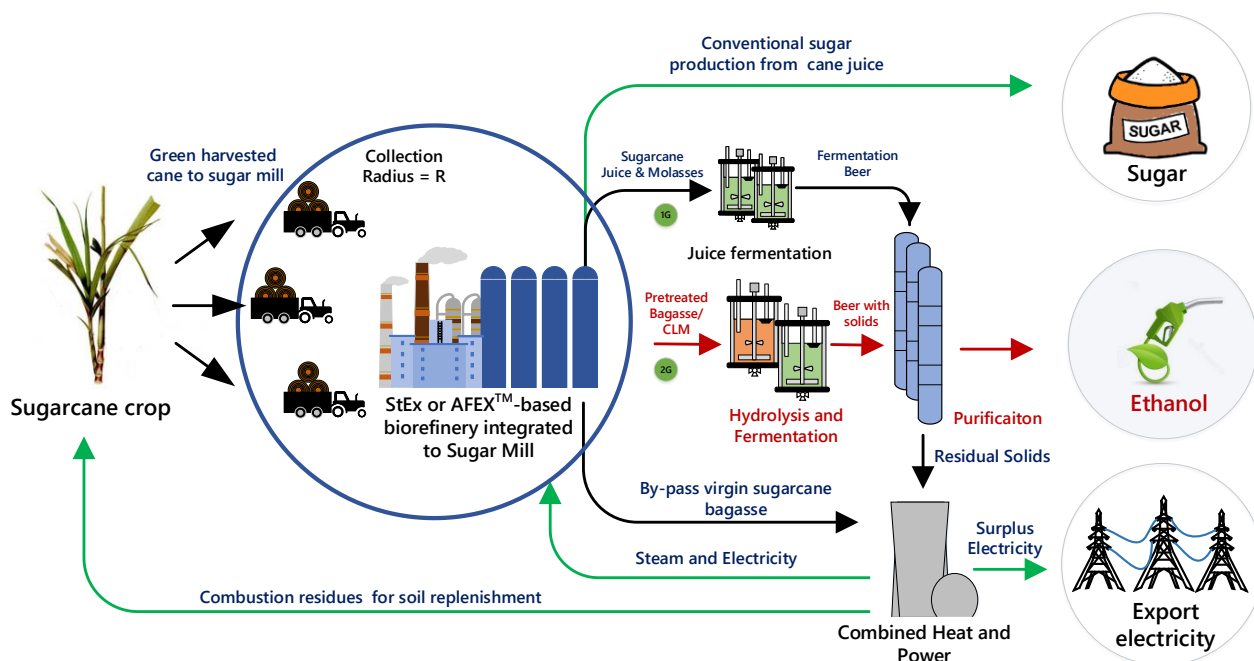 Conventional sugar
production from cane juice
SUGAR
Sugar
Green harvested
cane to sugar mill
Collection
Radius = R
Sugarcane
Juice & Molasses
Fermentation
Beer
1G
Juice fermentation
Pretreated
Bagasse/
CLM
Beer with
solids
2G
Sugarcane crop
StEx or AFEX™-based
biorefinery integrated
to Sugar Mill
Hydrolysis and
Fermentation
Purificaiton
Ethanol
Residual Solids
By-pass virgin sugarcane
bagasse
Surplus
Electricity
Steam and Electricity
Combustion residues for soil replenishment
Combined Heat and
Power
Export
electricity